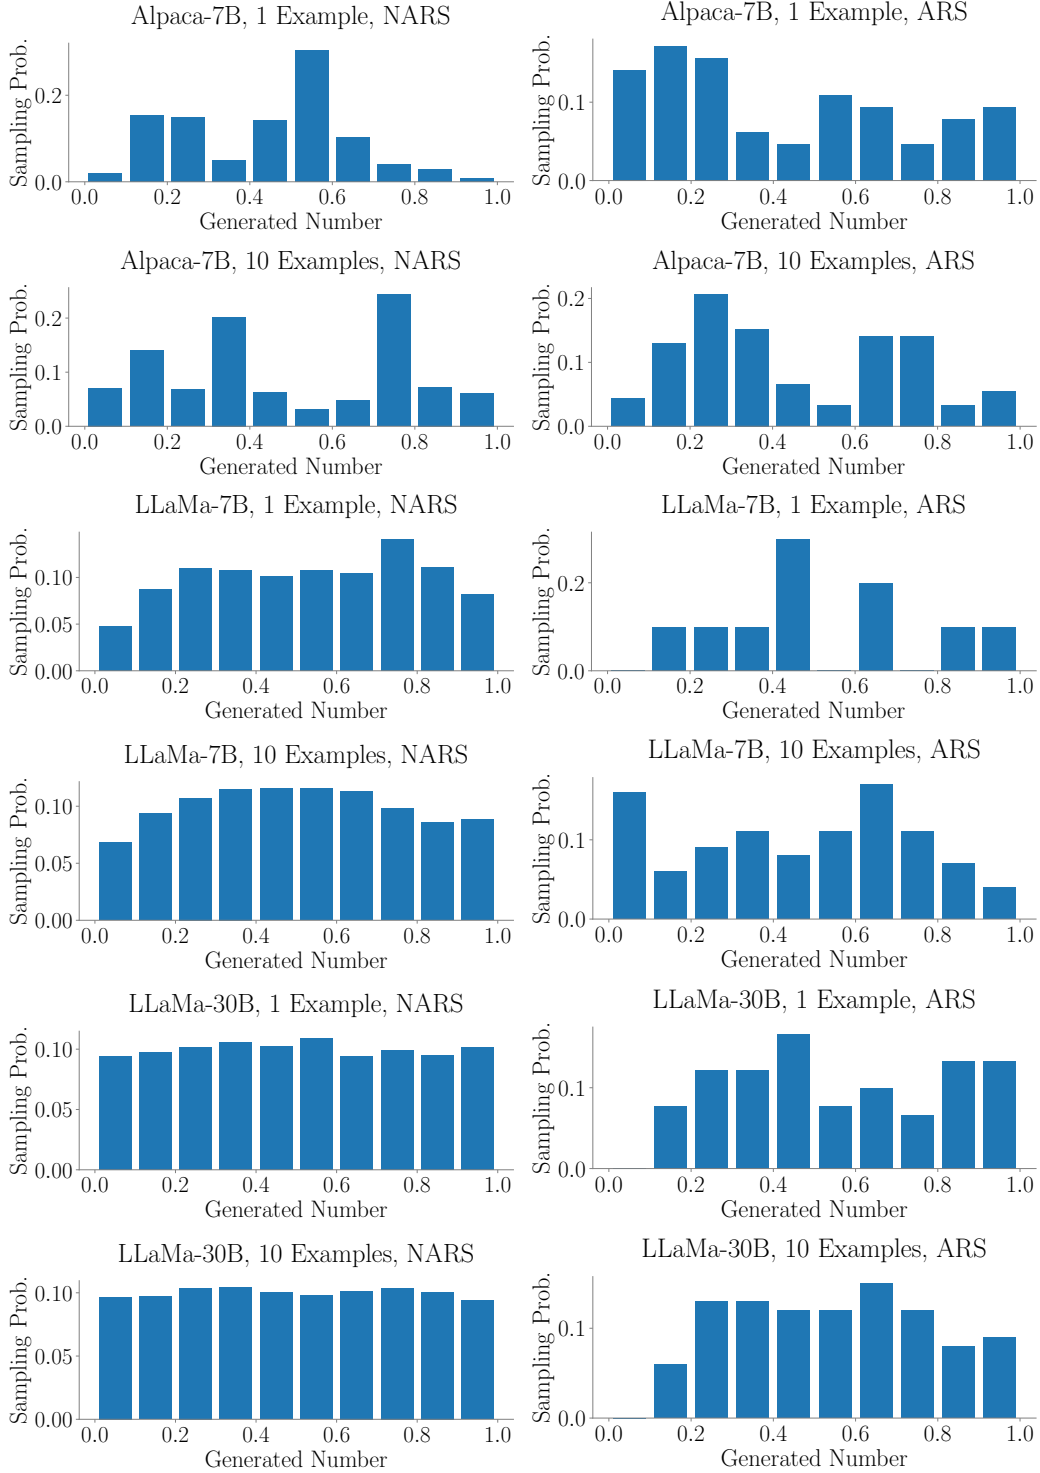 Alpaca-7B, 1 Example, NARS
Sampling Prob.
0.2
0.0
0.0 0.2 0.4 0.6 0.8 1.0
Generated Number
Alpaca-7B, 1 Example, ARS
Sampling Prob.
0.1
0.0
0.0 0.2 0.4 0.6 0.8 1.0
Generated Number
Alpaca-7B, 10 Examples, NARS
Sampling Prob.
0.2
0.1
0.0
0.0 0.2 0.4 0.6 0.8 1.0
Generated Number
Alpaca-7B, 10 Examples, ARS
Sampling Prob.
0.2
0.1
0.0
0.0 0.2 0.4 0.6 0.8 1.0
Generated Number
LLaMa-7B, 1 Example, NARS
Sampling Prob.
0.10
0.05
0.00
0.0 0.2 0.4 0.6 0.8 1.0
Generated Number
LLaMa-7B, 1 Example, ARS
Sampling Prob.
0.2
0.0
0.0 0.2 0.4 0.6 0.8 1.0
Generated Number
LLaMa-7B, 10 Examples, NARS
Sampling Prob.
0.10
0.05
0.00
0.0 0.2 0.4 0.6 0.8 1.0
Generated Number
LLaMa-7B, 10 Examples, ARS
Sampling Prob.
0.1
0.0
0.0 0.2 0.4 0.6 0.8 1.0
Generated Number
LLaMa-30B, 1 Example, NARS
Sampling Prob.
0.10
0.05
0.00
0.0 0.2 0.4 0.6 0.8 1.0
Generated Number
LLaMa-30B, 1 Example, ARS
Sampling Prob.
0.1
0.0
0.0 0.2 0.4 0.6 0.8 1.0
Generated Number
LLaMa-30B, 10 Examples, NARS
Sampling Prob.
0.10
0.05
0.00
0.0 0.2 0.4 0.6 0.8 1.0
Generated Number
LLaMa-30B, 10 Examples, ARS
Sampling Prob.
0.1
0.0
0.0 0.2 0.4 0.6 0.8 1.0
Generated Number